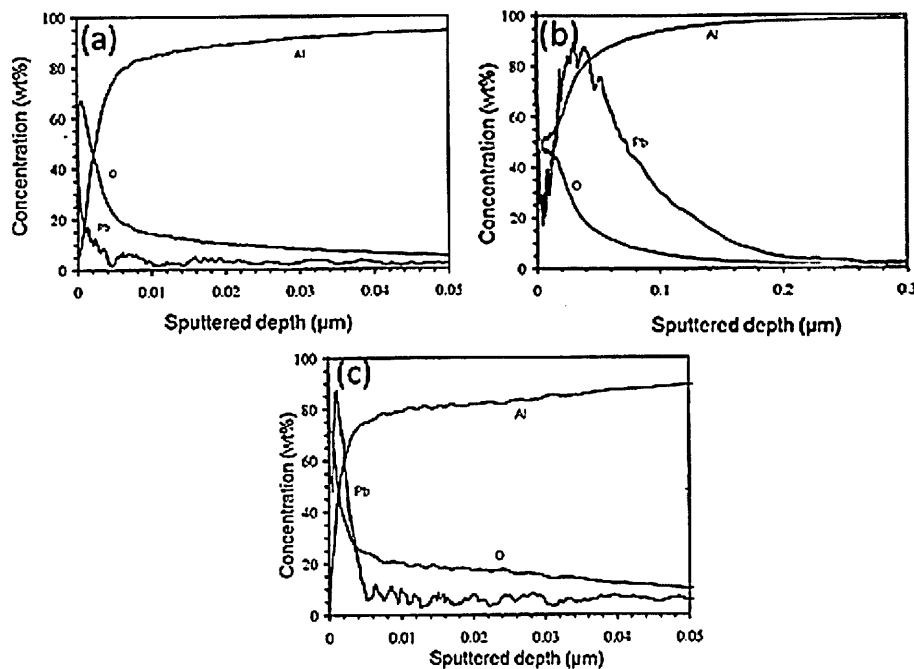 (a)
Concentration (wt%)
100
80
60
40
20
0
Al
O
Pb
0 0.01 0.02 0.03 0.04 0.05
Sputtered depth (µm)
(b)
Concentration (wt%)
100
80
60
40
20
0
Al
Pb
O
0 0.1 0.2 0.3
Sputtered depth (µm)
(c)
Concentration (wt%)
100
80
60
40
20
0
Al
Pb
O
0 0.01 0.02 0.03 0.04 0.05
Sputtered depth (µm)